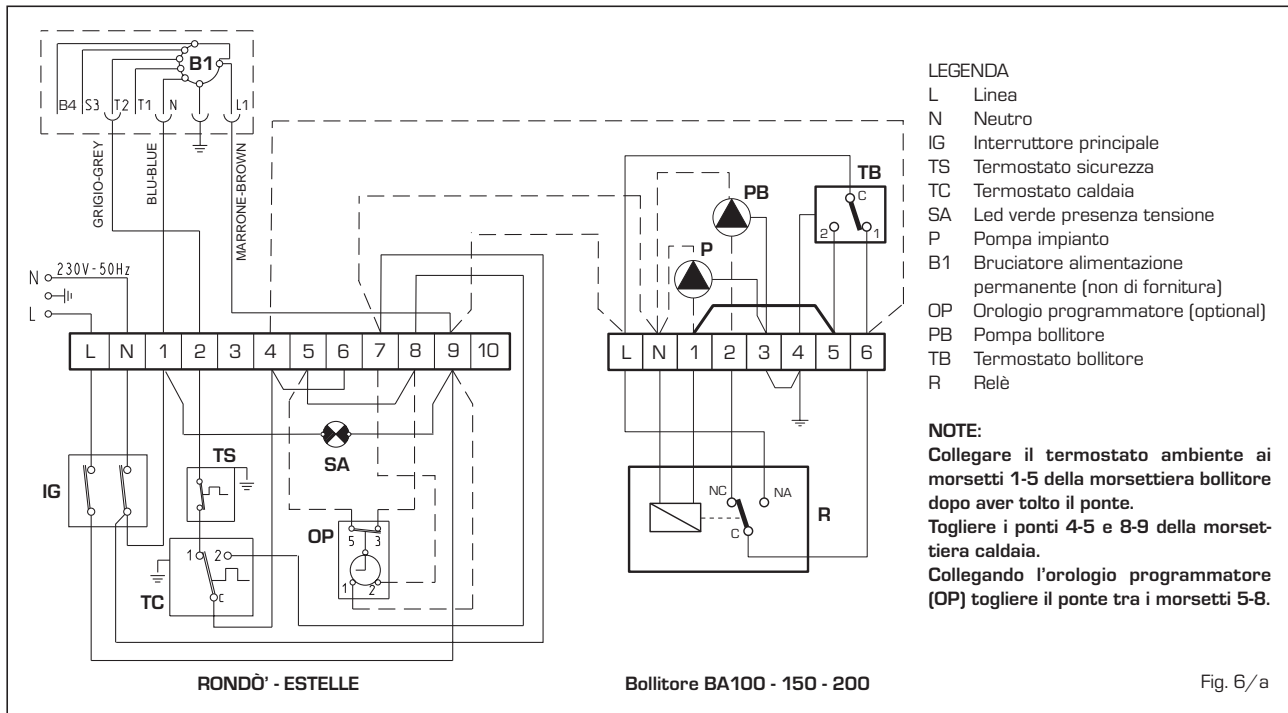 B1
B4 S3 T2 T1 N L1
GRIGIO-GREY
BLU-BLUE
MARRONE-BROWN
N 230V-50Hz
L
L N 1 2 3 4 5 6 7 8 9 10
SA
IG
TS
TC
1 2
C
OP
5 3
1 2
RONDÒ' - ESTELLE
PB
P
TB
C
2 1
L N 1 2 3 4 5 6
NC NA
C
R
Bollitore BA100 - 150 - 200
LEGENDA
L Linea
N Neutro
IG Interruttore principale
TS Termostato sicurezza
TC Termostato caldaia
SA Led verde presenza tensione
P Pompa impianto
B1 Bruciatore alimentazione
permanente (non di fornitura)
OP Orologio programmatore (optional)
PB Pompa bollitore
TB Termostato bollitore
R Relè
NOTE:
Collegare il termostato ambiente ai
morsetti 1-5 della morsettiera bollitore
dopo aver tolto il ponte.
Togliere i ponti 4-5 e 8-9 della morset-
tiera caldaia.
Collegando l'orologio programmatore
(OP) togliere il ponte tra i morsetti 5-8.
Fig. 6/a